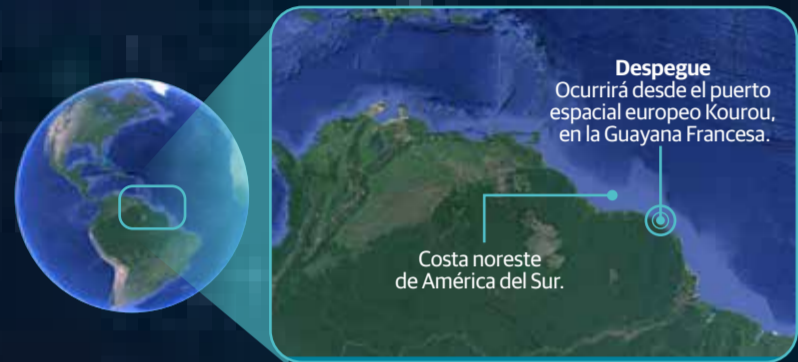 Despegue
Ocurrirá desde el puerto
espacial europeo Kourou,
en la Guayana Francesa.
Costa noreste
de América del Sur.